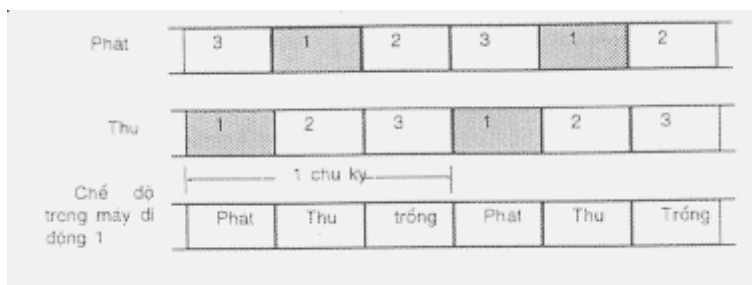 Phát 3 1 2 3 1 2
Thu 1 2 3 1 2 3
1 chu kỳ
Chế độ
trong máy di
động 1
Phát Thu trống Phát Thu Trống